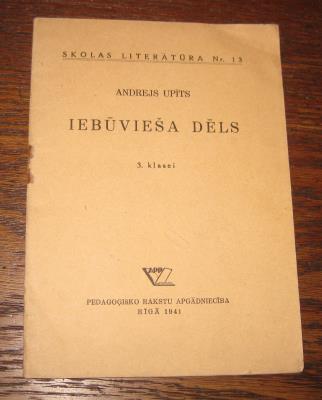 SKOLAS LITERĀTŪRA Nr. 13
ANDREJS UPĪTS
IEBŪVIEŠA DĒLS
3. klasei
PEDAGOĢISKO RAKSTU APGĀDNIECĪBA
RĪGĀ 1941